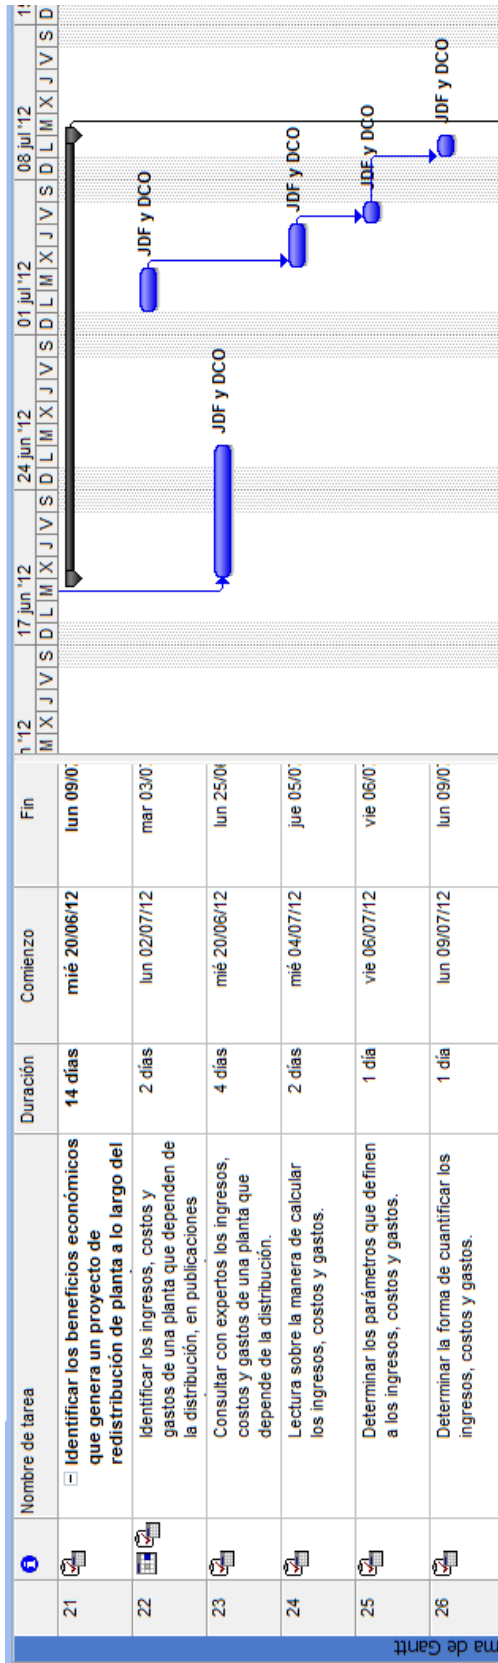 Nombre de tarea
Duración
Comienzo
Fin
'12
17 jun '12
24 jun '12
01 jul '12
08 jul '12
M X J V S D L M X J V S D L M X J V S D L M X J V S D L M X J V S D
21
Identificar los beneficios económicos
que genera un proyecto de
redistribución de planta a lo largo del
14 días
mié 20/06/12
lun 09/0
22
Identificar los ingresos, costos y
gastos de una planta que dependen de
la distribución, en publicaciones
2 días
lun 02/07/12
mar 03/0
JDF y DCO
23
Consultar con expertos los ingresos,
costos y gastos de una planta que
depende de la distribución.
4 días
mié 20/06/12
lun 25/0
JDF y DCO
24
Lectura sobre la manera de calcular
los ingresos, costos y gastos.
2 días
mié 04/07/12
jue 05/0
JDF y DCO
25
Determinar los parámetros que definen
a los ingresos, costos y gastos.
1 día
vie 06/07/12
vie 06/0
JDF y DCO
26
Determinar la forma de cuantificar los
ingresos, costos y gastos.
1 día
lun 09/07/12
lun 09/0
JDF y DCO
ma de Gantt